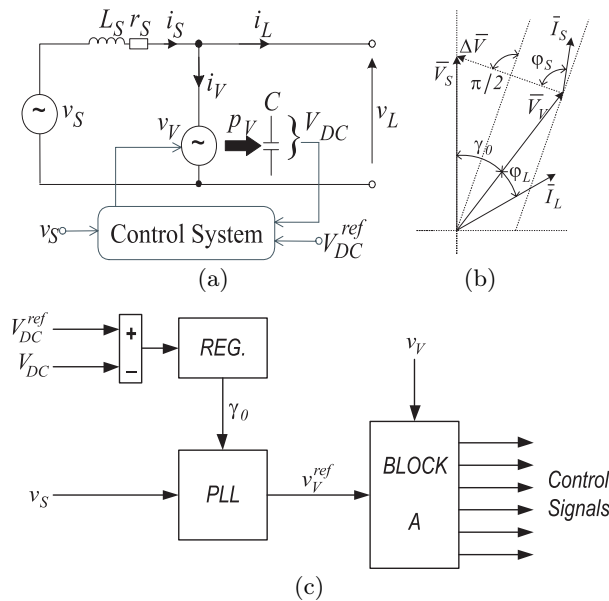 L_S r_S i_S i_L
v_S
i_V
v_V
p_V
C
V_DC
v_L
~
~
v_S
Control System
V_DC^ref
(a)
V̄_S
ΔV̄
π/2
φ_S
Ī_S
V̄_V
γ_0
φ_L
Ī_L
(b)
V_DC^ref
V_DC
+
−
REG.
γ_0
v_S
PLL
v_V^ref
v_V
BLOCK
A
Control
Signals
(c)